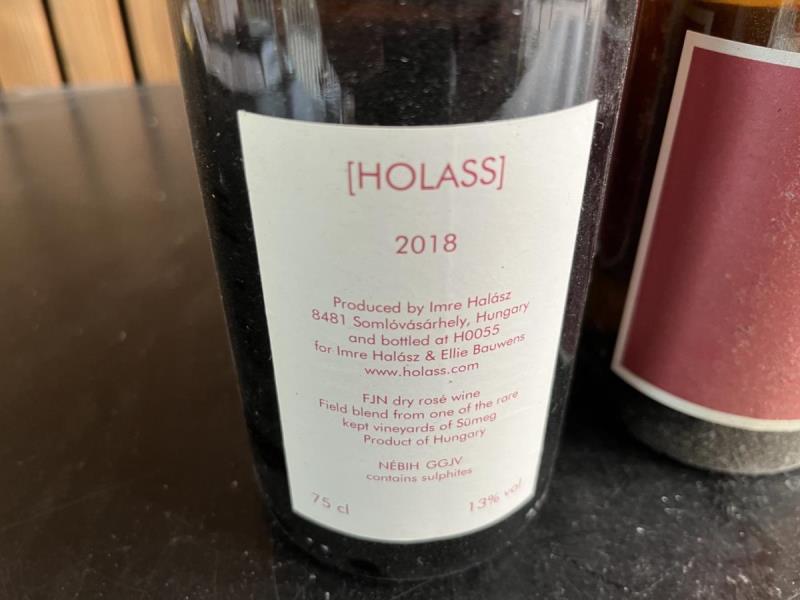 [HOLASS]
2018
Produced by Imre Halász
8481 Somlóvásárhely, Hungary
and bottled at H0055
for Imre Halász & Ellie Bauwens
www.holass.com
FJN dry rosé wine
Field blend from one of the rare
kept vineyards of Sümeg
Product of Hungary
NÉBIH GGJV
contains sulphites
75 cl
13% vol